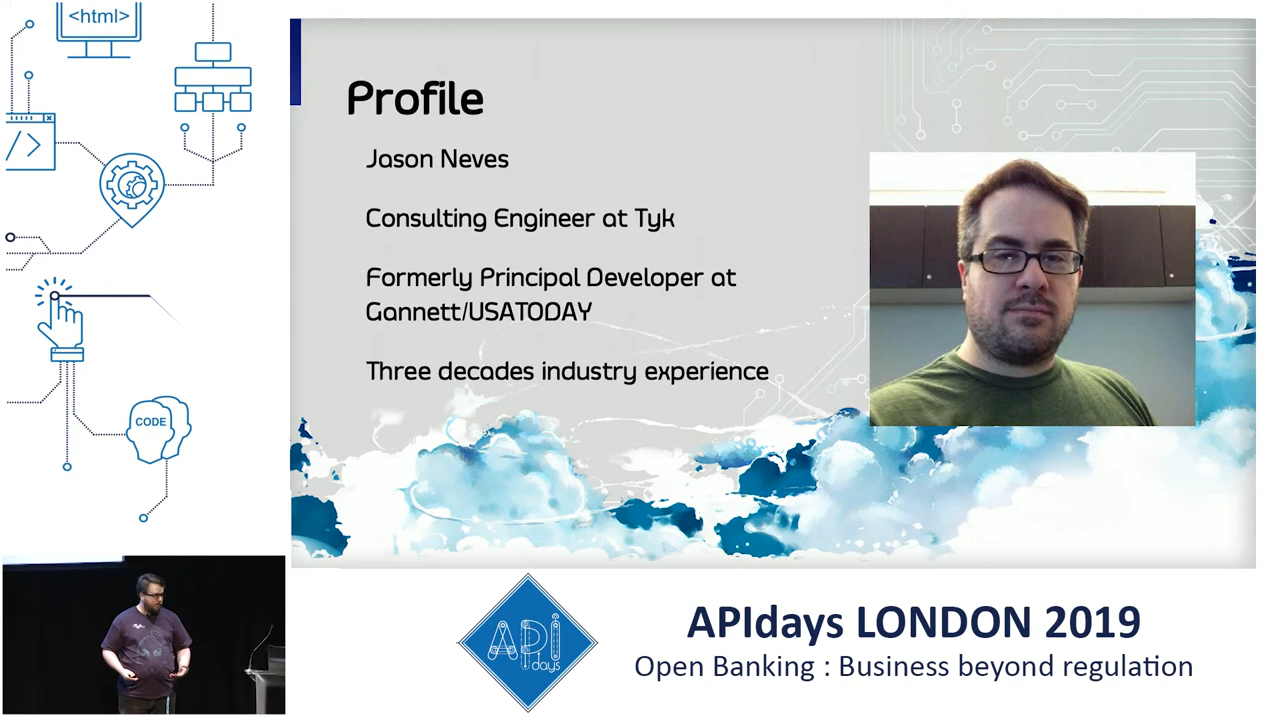 <html>
</>
CODE
Profile
Jason Neves
Consulting Engineer at Tyk
Formerly Principal Developer at
Gannett/USATODAY
Three decades industry experience
API
days
APIdays LONDON 2019
Open Banking : Business beyond regulation